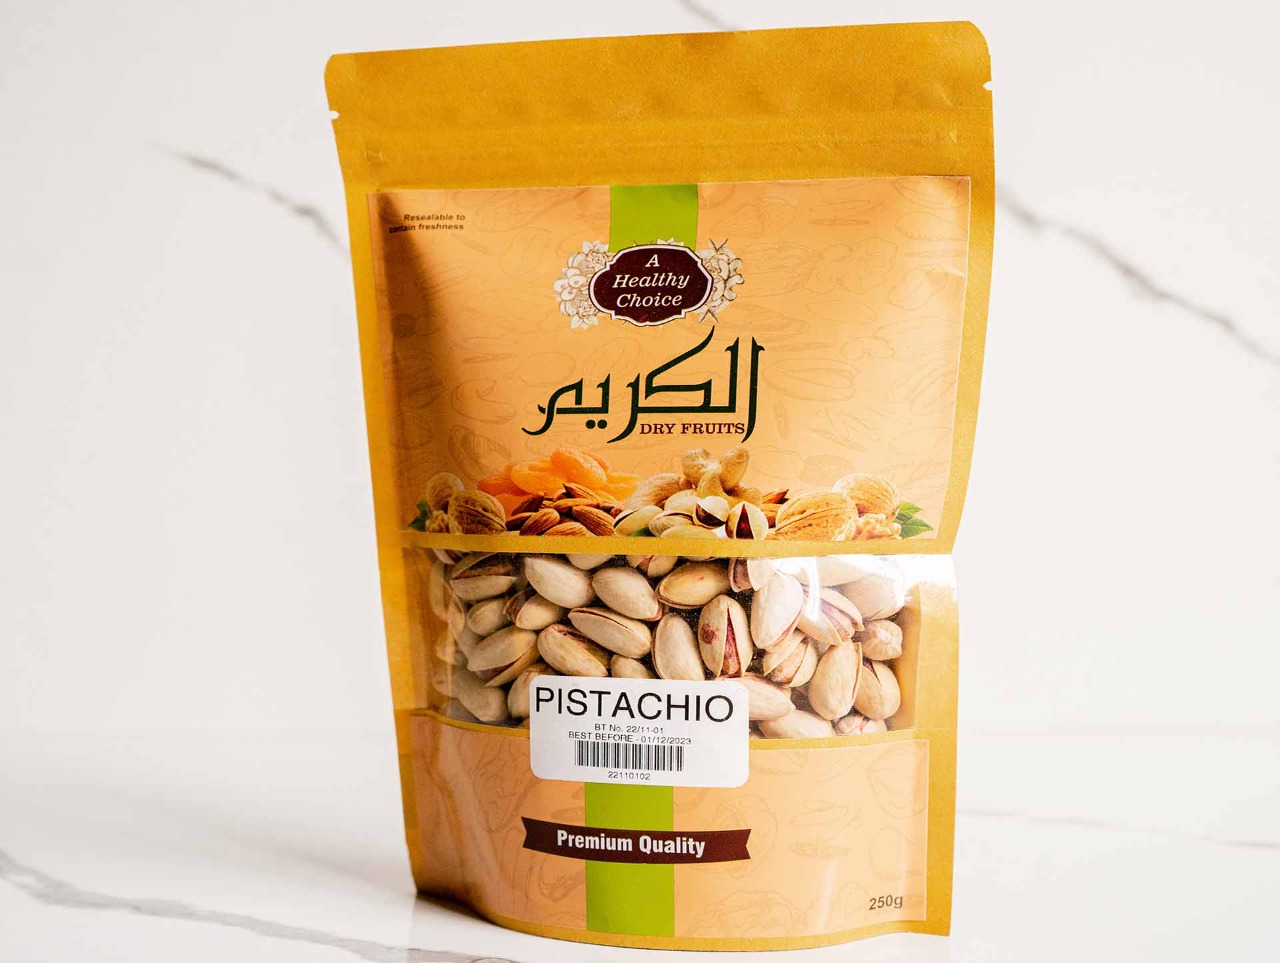 Resealable to
contain freshness
A
Healthy
Choice
الكريم
DRY FRUITS
PISTACHIO
BT No. 22/11-01
BEST BEFORE - 01/12/2023
22110102
Premium Quality
250g